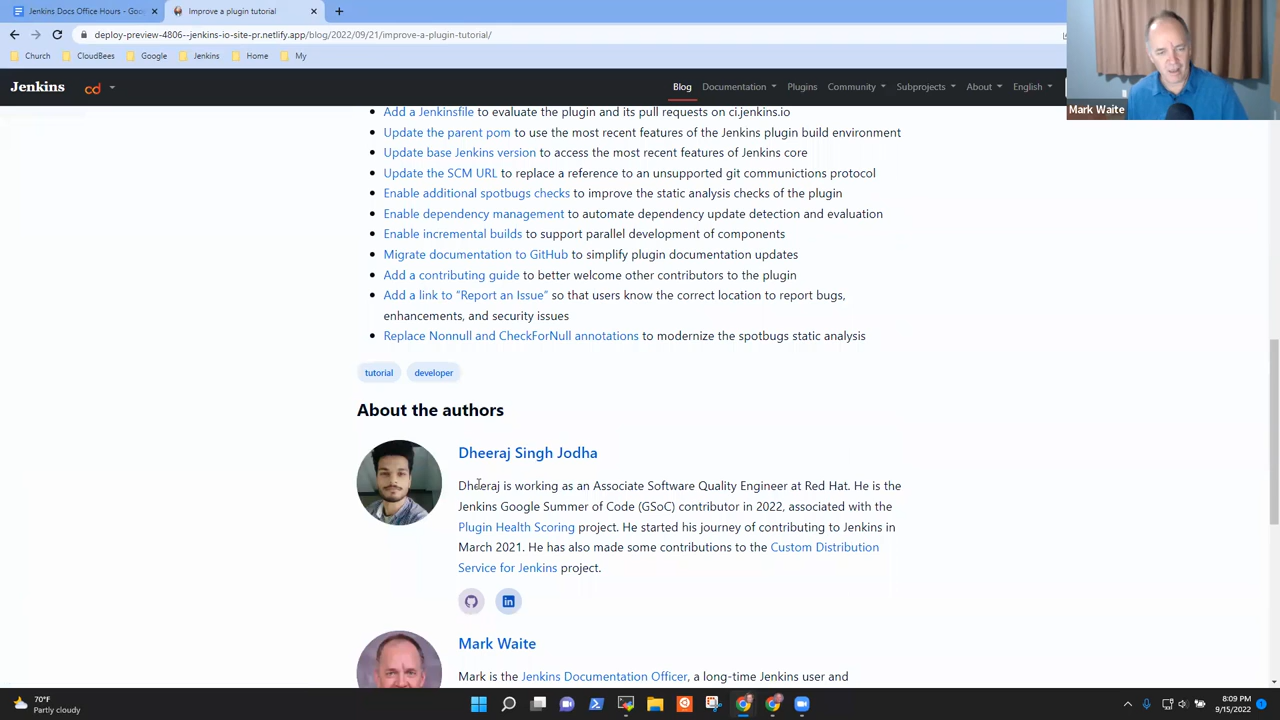 Jenkins Docs Office Hours - Goo
Improve a plugin tutorial
deploy-preview-4806--jenkins-io-site-pr.netlify.app/blog/2022/09/21/improve-a-plugin-tutorial/
Church CloudBees Google Jenkins Home My
Jenkins cd Blog Documentation Plugins Community Subprojects About English
Mark Waite
Add a Jenkinsfile to evaluate the plugin and its pull requests on ci.jenkins.io
Update the parent pom to use the most recent features of the Jenkins plugin build environment
Update base Jenkins version to access the most recent features of Jenkins core
Update the SCM URL to replace a reference to an unsupported git communictions protocol
Enable additional spotbugs checks to improve the static analysis checks of the plugin
Enable dependency management to automate dependency update detection and evaluation
Enable incremental builds to support parallel development of components
Migrate documentation to GitHub to simplify plugin documentation updates
Add a contributing guide to better welcome other contributors to the plugin
Add a link to “Report an Issue” so that users know the correct location to report bugs,
enhancements, and security issues
Replace Nonnull and CheckForNull annotations to modernize the spotbugs static analysis
tutorial developer
About the authors
Dheeraj Singh Jodha
Dheeraj is working as an Associate Software Quality Engineer at Red Hat. He is the
Jenkins Google Summer of Code (GSoC) contributor in 2022, associated with the
Plugin Health Scoring project. He started his journey of contributing to Jenkins in
March 2021. He has also made some contributions to the Custom Distribution
Service for Jenkins project.
in
Mark Waite
Mark is the Jenkins Documentation Officer, a long-time Jenkins user and
70°F
Partly cloudy
8:09 PM
9/15/2022